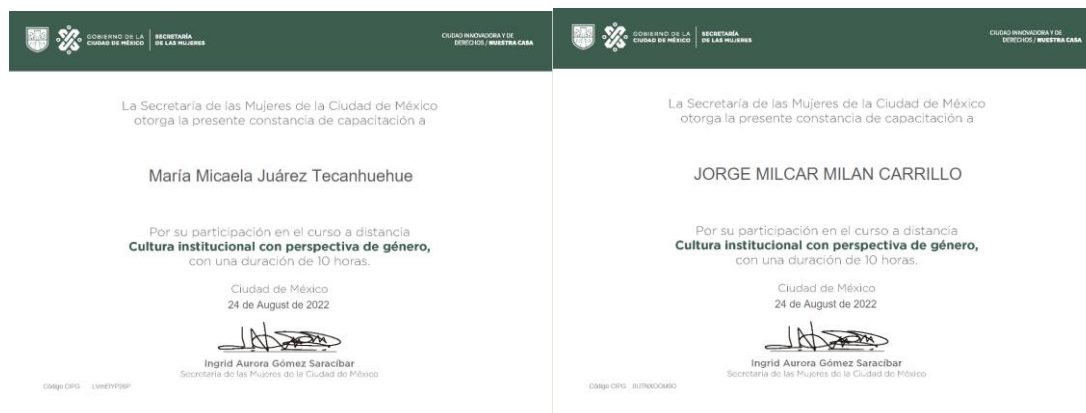 GOBIERNO DE LA
CIUDAD DE MÉXICO
SECRETARÍA
DE LAS MUJERES
CIUDAD INNOVADORA Y DE
DERECHOS / NUESTRA CASA
La Secretaría de las Mujeres de la Ciudad de México
otorga la presente constancia de capacitación a
María Micaela Juárez Tecanhuehue
Por su participación en el curso a distancia
Cultura institucional con perspectiva de género,
con una duración de 10 horas.
Ciudad de México
24 de August de 2022
Ingrid Aurora Gómez Saracíbar
Secretaria de las Mujeres de la Ciudad de México
Código CIPG
GOBIERNO DE LA
CIUDAD DE MÉXICO
SECRETARÍA
DE LAS MUJERES
CIUDAD INNOVADORA Y DE
DERECHOS / NUESTRA CASA
La Secretaría de las Mujeres de la Ciudad de México
otorga la presente constancia de capacitación a
JORGE MILCAR MILAN CARRILLO
Por su participación en el curso a distancia
Cultura institucional con perspectiva de género,
con una duración de 10 horas.
Ciudad de México
24 de August de 2022
Ingrid Aurora Gómez Saracíbar
Secretaria de las Mujeres de la Ciudad de México
Código CIPG